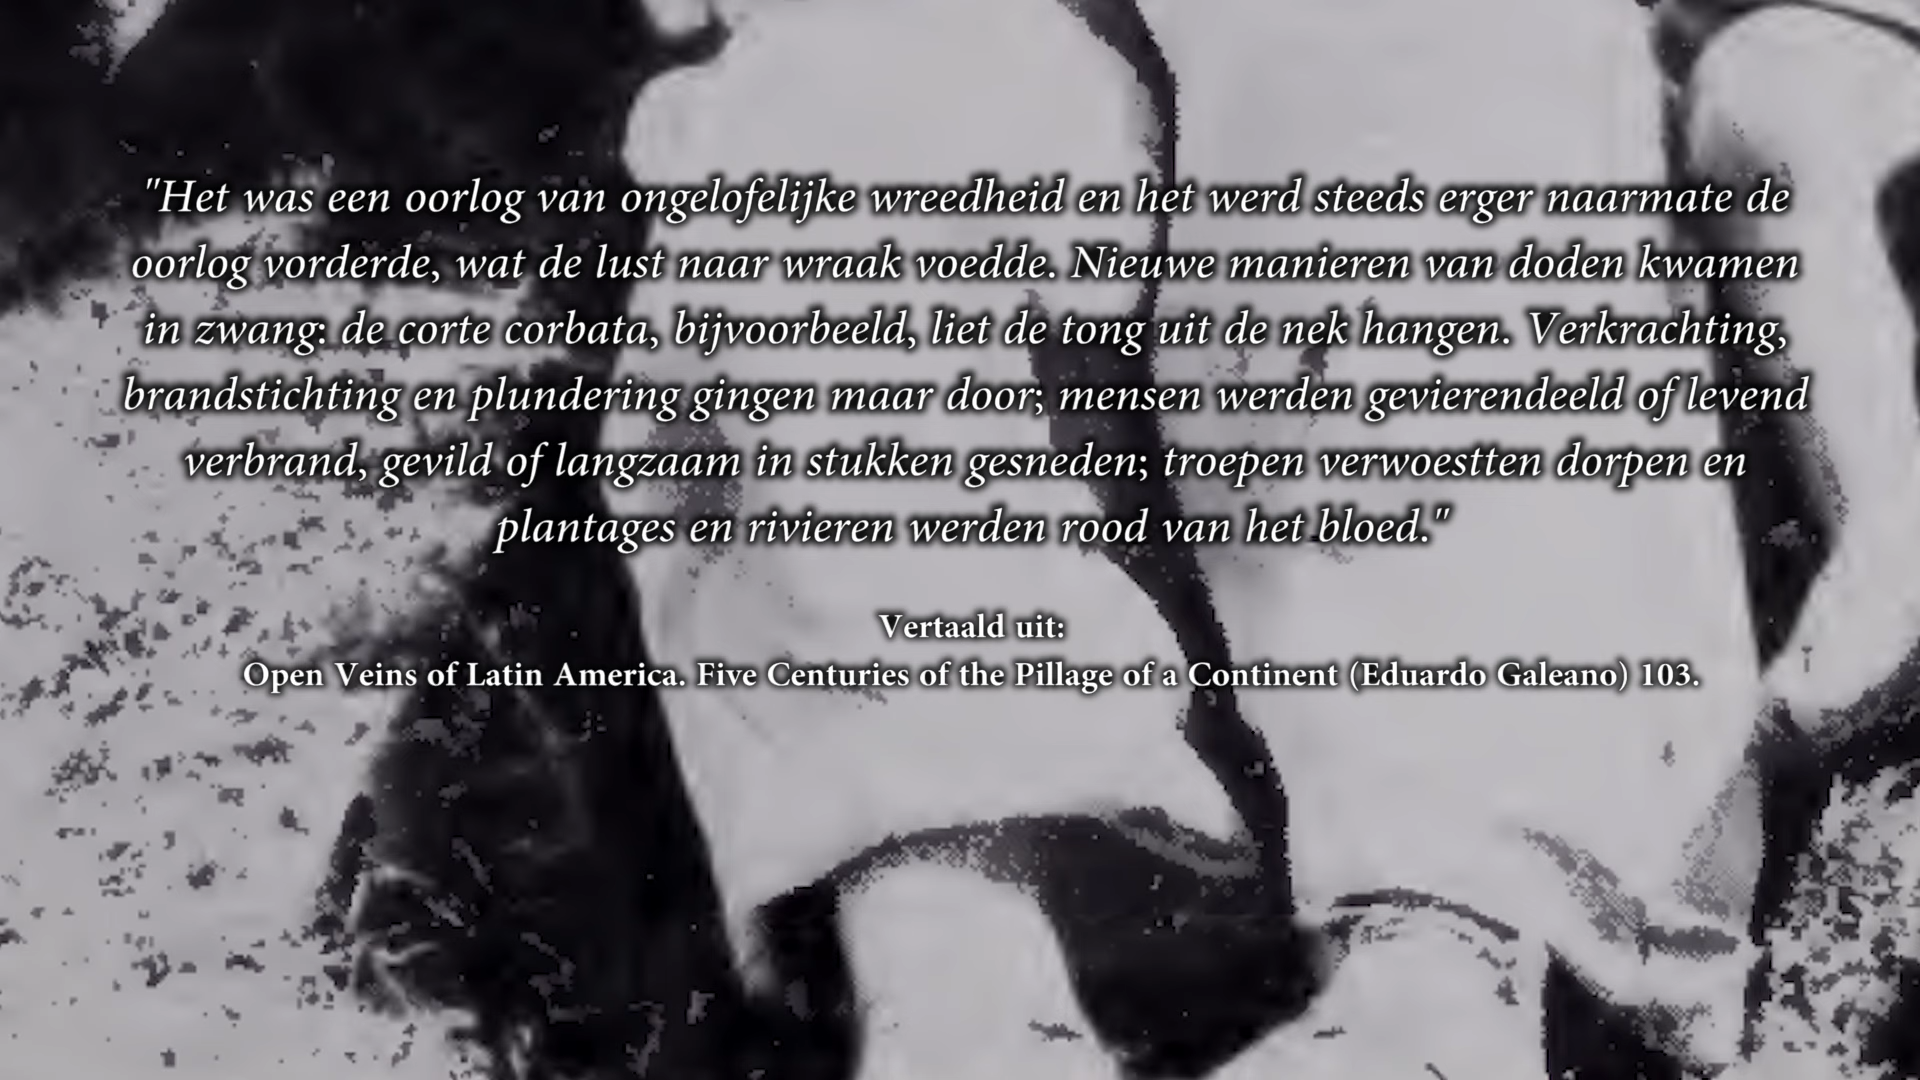 "Het was een oorlog van ongelofelijke wreedheid en het werd steeds erger naarmate de
oorlog vorderde, wat de lust naar wraak voedde. Nieuwe manieren van doden kwamen
in zwang: de corte corbata, bijvoorbeeld, liet de tong uit de nek hangen. Verkrachting,
brandstichting en plundering gingen maar door; mensen werden gevierendeeld of levend
verbrand, gevild of langzaam in stukken gesneden; troepen verwoestten dorpen en
plantages en rivieren werden rood van het bloed."
Vertaald uit:
Open Veins of Latin America. Five Centuries of the Pillage of a Continent (Eduardo Galeano) 103.